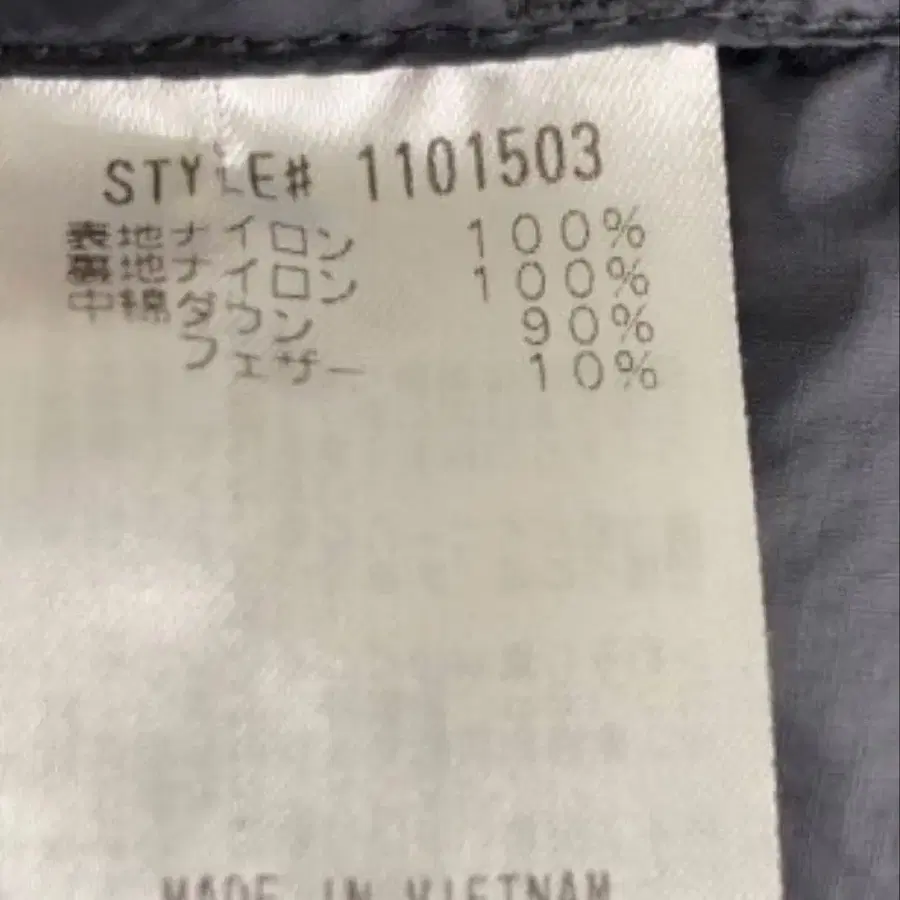 STYLE# 1101503
表地ナイロン 100%
裏地ナイロン 100%
中綿ダウン 90%
フェザー 10%
MADE IN VIETNAM